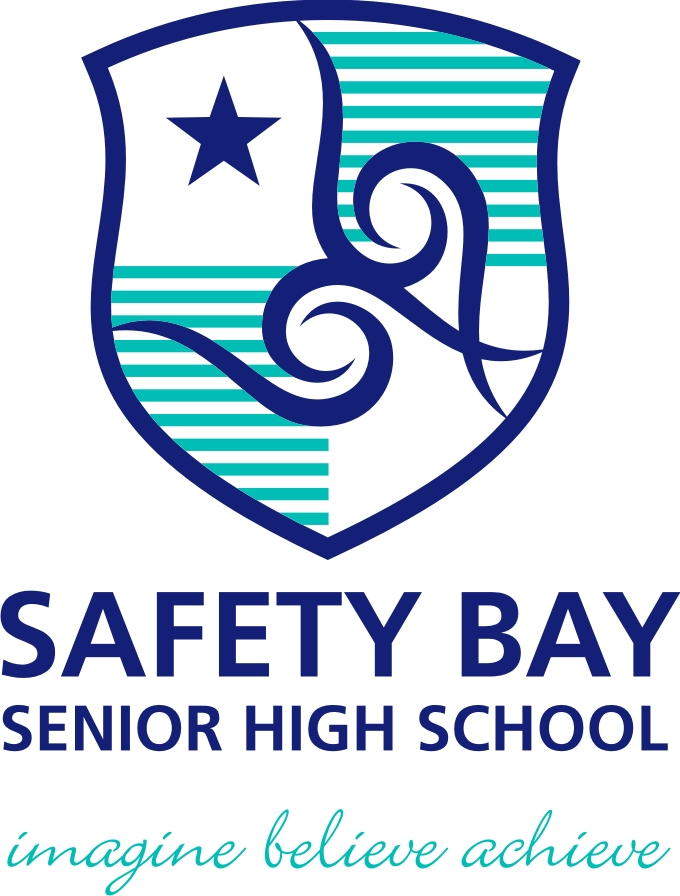 SAFETY BAY
SENIOR HIGH SCHOOL
imagine believe achieve